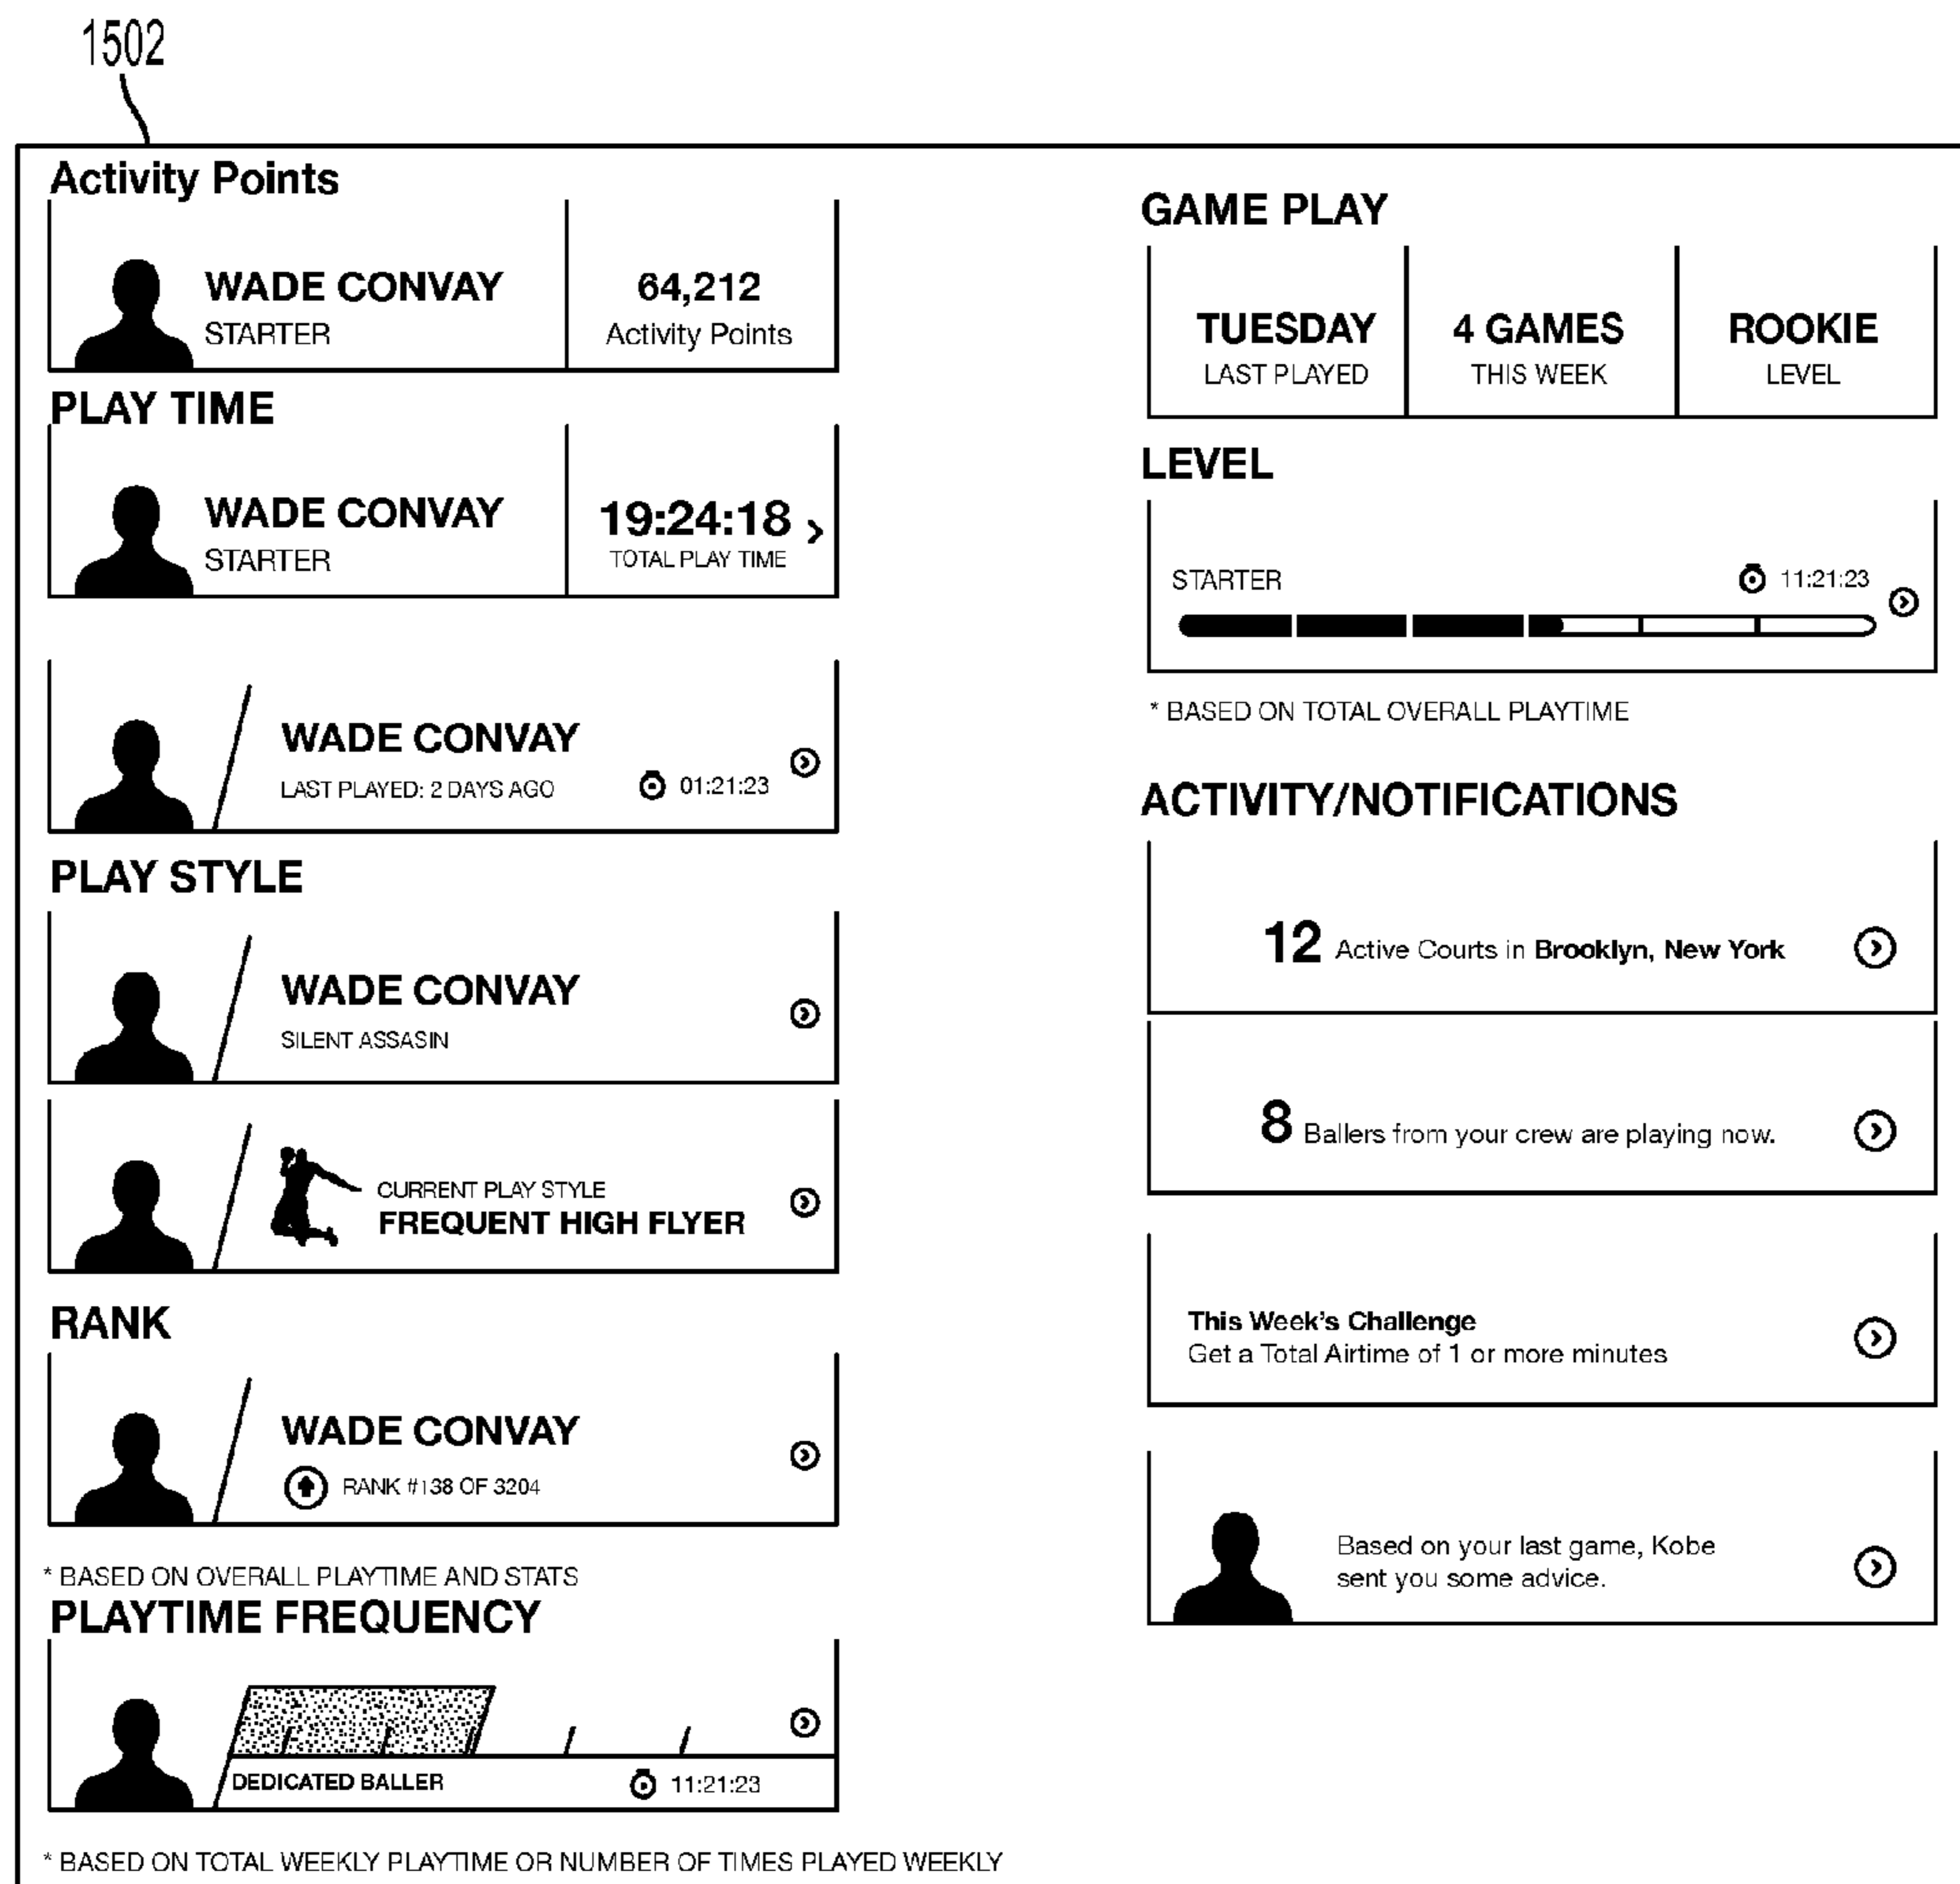 1502
Activity Points
WADE CONVAY
STARTER
64,212
Activity Points
PLAY TIME
WADE CONVAY
STARTER
19:24:18
TOTAL PLAY TIME
WADE CONVAY
LAST PLAYED: 2 DAYS AGO
01:21:23
PLAY STYLE
WADE CONVAY
SILENT ASSASIN
CURRENT PLAY STYLE
FREQUENT HIGH FLYER
RANK
WADE CONVAY
RANK #138 OF 3204
* BASED ON OVERALL PLAYTIME AND STATS
PLAYTIME FREQUENCY
DEDICATED BALLER
11:21:23
* BASED ON TOTAL WEEKLY PLAYTIME OR NUMBER OF TIMES PLAYED WEEKLY
GAME PLAY
TUESDAY
LAST PLAYED
4 GAMES
THIS WEEK
ROOKIE
LEVEL
LEVEL
STARTER
11:21:23
* BASED ON TOTAL OVERALL PLAYTIME
ACTIVITY/NOTIFICATIONS
12 Active Courts in Brooklyn, New York
8 Ballers from your crew are playing now.
This Week's Challenge
Get a Total Airtime of 1 or more minutes
Based on your last game, Kobe
sent you some advice.